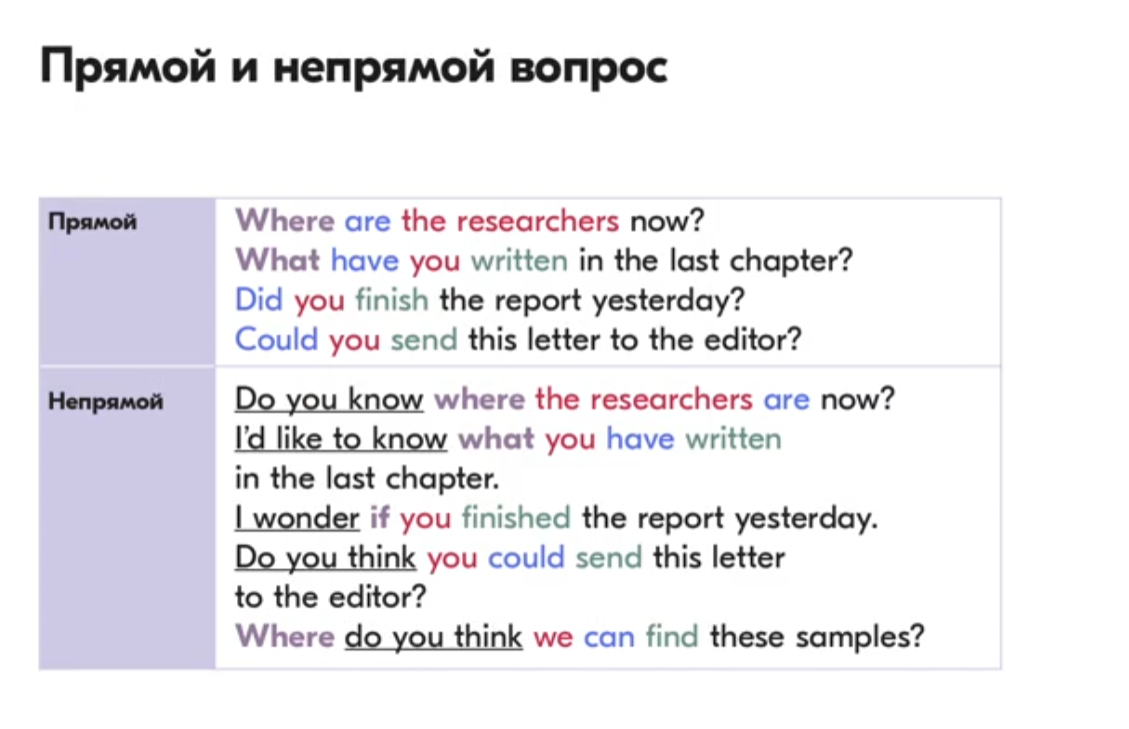 Прямой и непрямой вопрос
Прямой
Where are the researchers now?
What have you written in the last chapter?
Did you finish the report yesterday?
Could you send this letter to the editor?
Непрямой
Do you know where the researchers are now?
I'd like to know what you have written
in the last chapter.
I wonder if you finished the report yesterday.
Do you think you could send this letter
to the editor?
Where do you think we can find these samples?